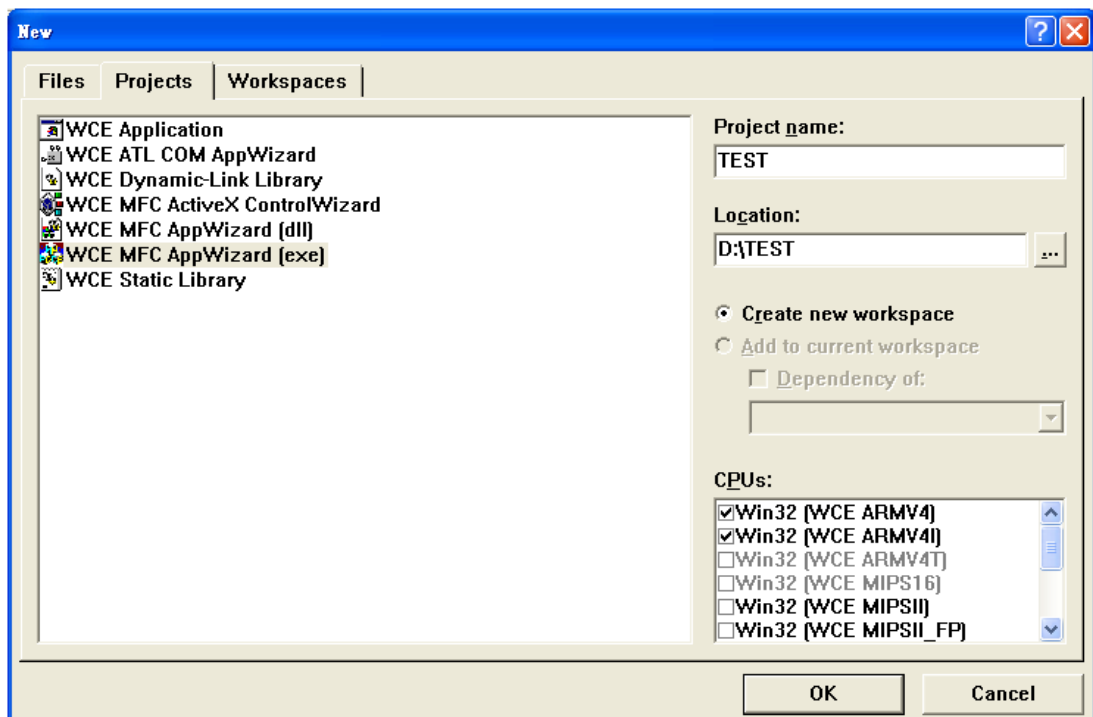 New
Files Projects Workspaces
WCE Application
WCE ATL COM AppWizard
WCE Dynamic-Link Library
WCE MFC ActiveX ControlWizard
WCE MFC AppWizard (dll)
WCE MFC AppWizard (exe)
WCE Static Library
Project name:
TEST
Location:
D:\TEST
...
Create new workspace
Add to current workspace
Dependency of:
CPUs:
Win32 (WCE ARMV4)
Win32 (WCE ARMV4I)
Win32 (WCE ARMV4T)
Win32 (WCE MIPS16)
Win32 (WCE MIPSII)
Win32 (WCE MIPSII_FP)
OK Cancel